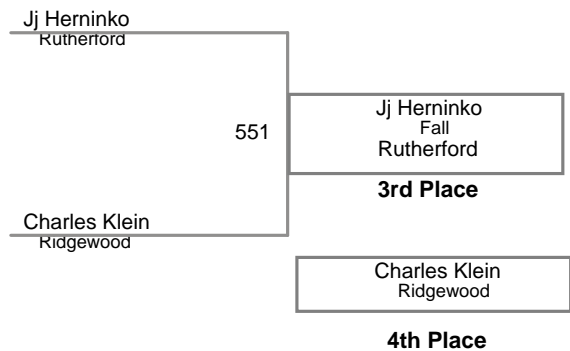 Jj Herninko
Rutherford
551
Jj Herninko
Fall
Rutherford
3rd Place
Charles Klein
Ridgewood
Charles Klein
Ridgewood
4th Place